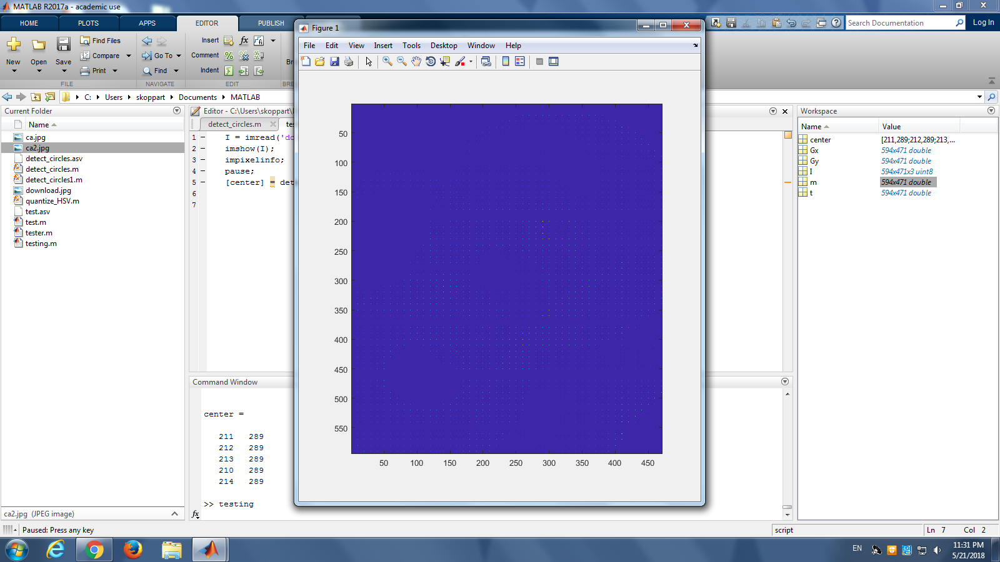 MATLAB R2017a - academic use
HOME PLOTS APPS EDITOR PUBLISH
Search Documentation Log In
New Open Save Find Files Compare Print
Go To Find
Insert fx
Comment
Indent
FILE NAVIGATE EDIT BRE
C: Users skoppart Documents MATLAB
Current Folder
Name
ca.jpg
ca2.jpg
detect_circles.asv
detect_circles.m
detect_circles1.m
download.jpg
quantize_HSV.m
test.asv
test.m
tester.m
testing.m
ca2.jpg (JPEG image)
Editor - C:\Users\skoppart\
detect_circles.m
1 I = imread('do
2 imshow(I);
3 impixelinfo;
4 pause;
5 [center] = det
6
7
Command Window
center =
211 289
212 289
213 289
210 289
214 289
>> testing
fx
Figure 1
File Edit View Insert Tools Desktop Window Help
50
100
150
200
250
300
350
400
450
500
550
50 100 150 200 250 300 350 400 450
Workspace
Name Value
center [211,289;212,289;213,...
Gx 594x471 double
Gy 594x471 double
I 594x471x3 uint8
m 594x471 double
t 594x471 double
Paused: Press any key
script
Ln 7 Col 2
EN
11:31 PM
5/21/2018